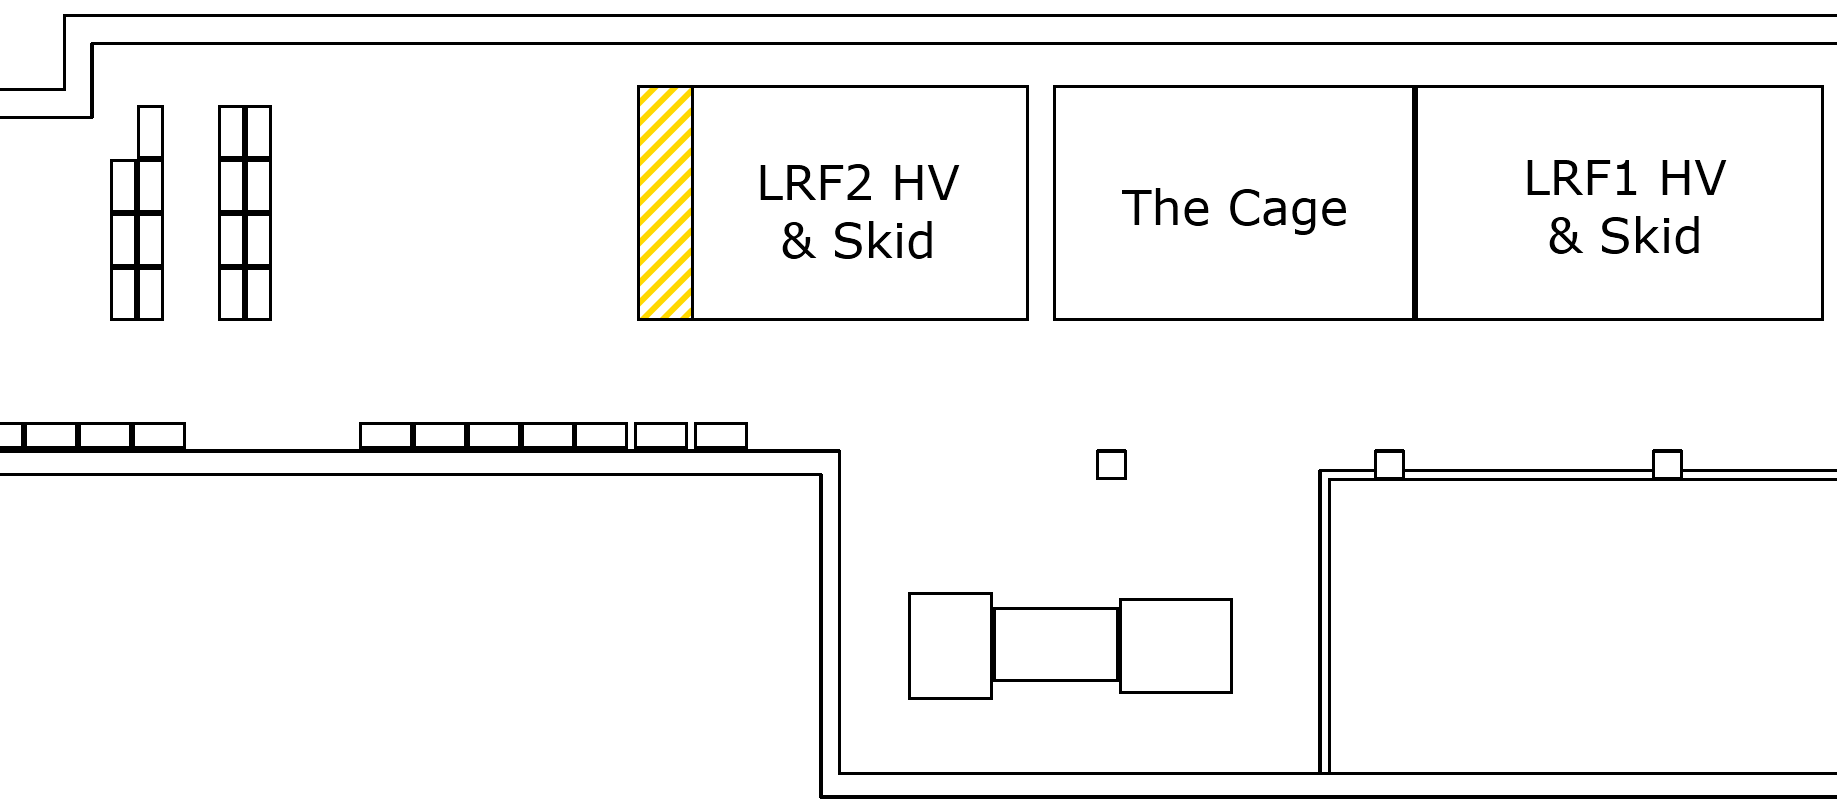 LRF2 HV
& Skid
The Cage
LRF1 HV
& Skid